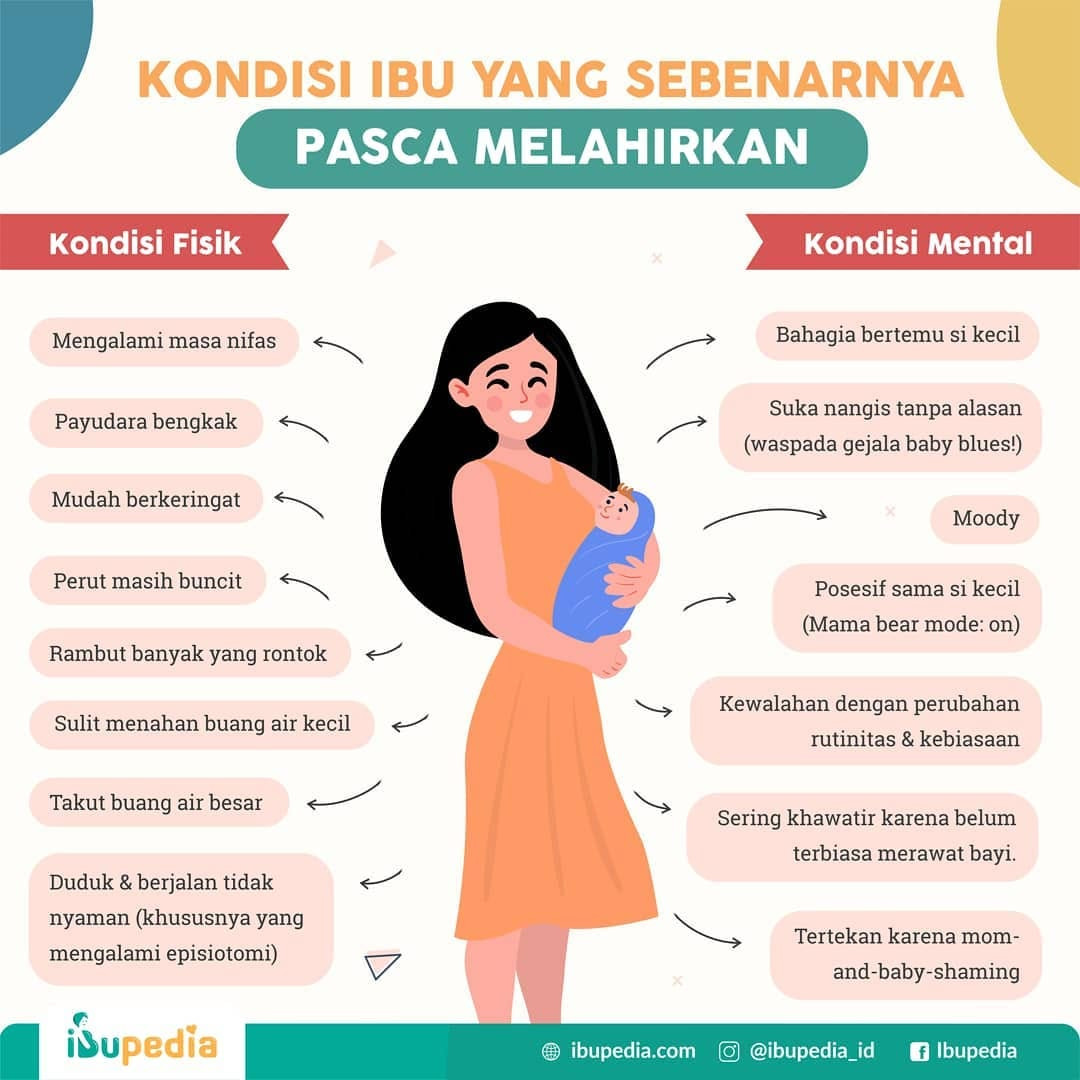 KONDISI IBU YANG SEBENARNYA
PASCA MELAHIRKAN
Kondisi Fisik
Mengalami masa nifas
Payudara bengkak
Mudah berkeringat
Perut masih buncit
Rambut banyak yang rontok
Sulit menahan buang air kecil
Takut buang air besar
Duduk & berjalan tidak
nyaman (khususnya yang
mengalami episiotomi)
Kondisi Mental
Bahagia bertemu si kecil
Suka nangis tanpa alasan
(waspada gejala baby blues!)
Moody
Posesif sama si kecil
(Mama bear mode: on)
Kewalahan dengan perubahan
rutinitas & kebiasaan
Sering khawatir karena belum
terbiasa merawat bayi.
Tertekan karena mom-
and-baby-shaming
ibupedia
ibupedia.com
@ibupedia_id
Ibupedia